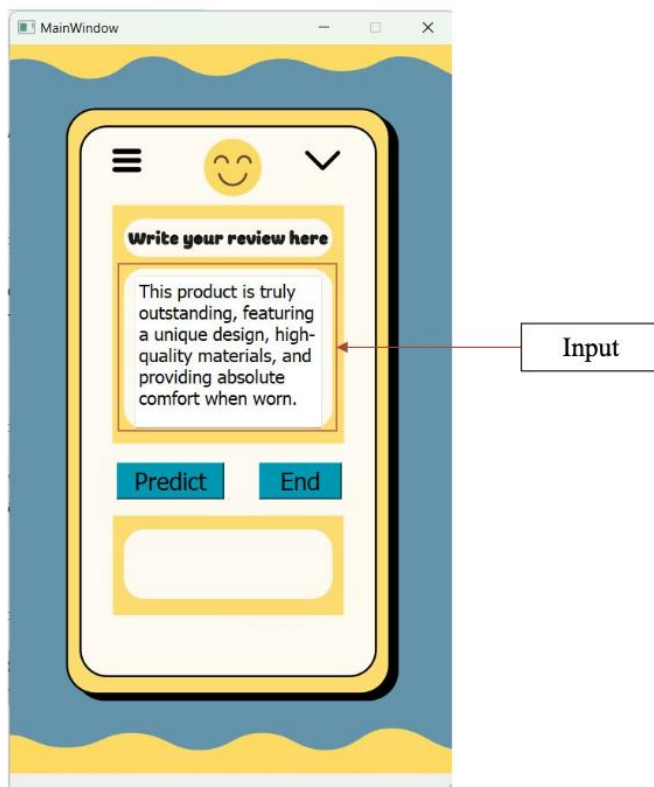 MainWindow
Write your review here
This product is truly
outstanding, featuring
a unique design, high-
quality materials, and
providing absolute
comfort when worn.
Input
Predict
End